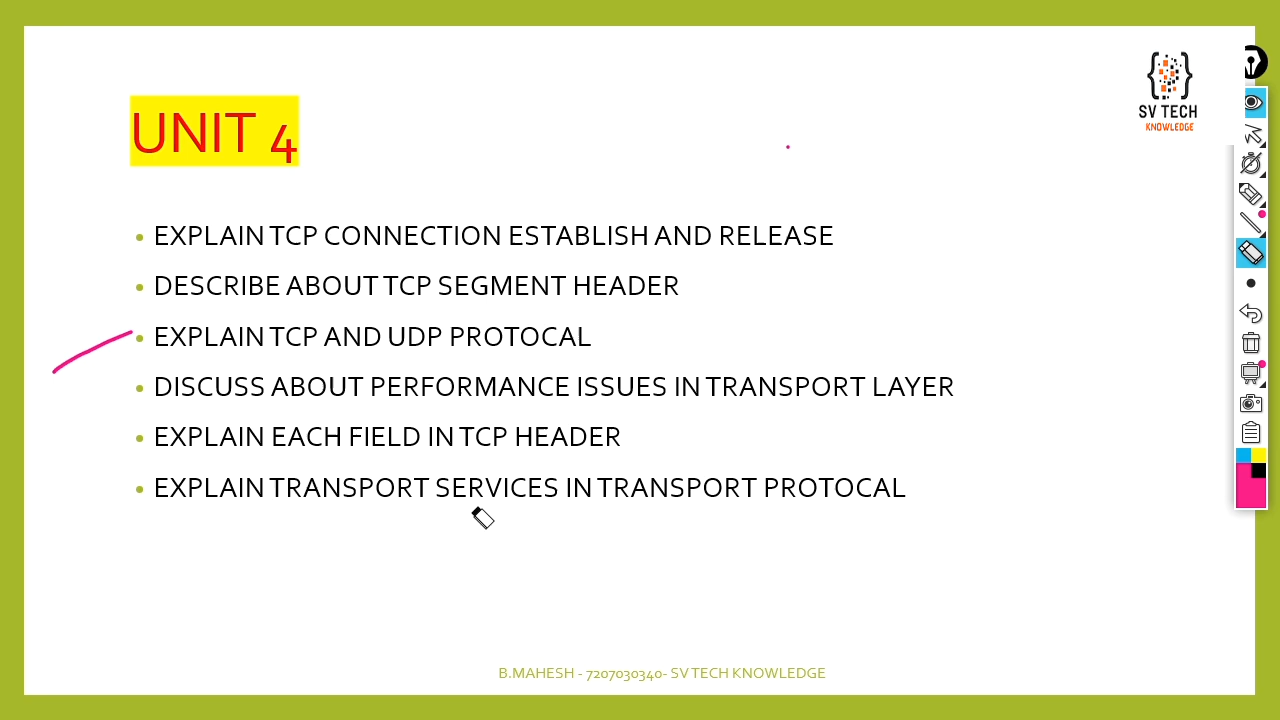 SV TECH
KNOWLEDGE
UNIT 4
• EXPLAIN TCP CONNECTION ESTABLISH AND RELEASE
• DESCRIBE ABOUT TCP SEGMENT HEADER
• EXPLAIN TCP AND UDP PROTOCAL
• DISCUSS ABOUT PERFORMANCE ISSUES IN TRANSPORT LAYER
• EXPLAIN EACH FIELD IN TCP HEADER
• EXPLAIN TRANSPORT SERVICES IN TRANSPORT PROTOCAL
B.MAHESH - 7207030340- SV TECH KNOWLEDGE